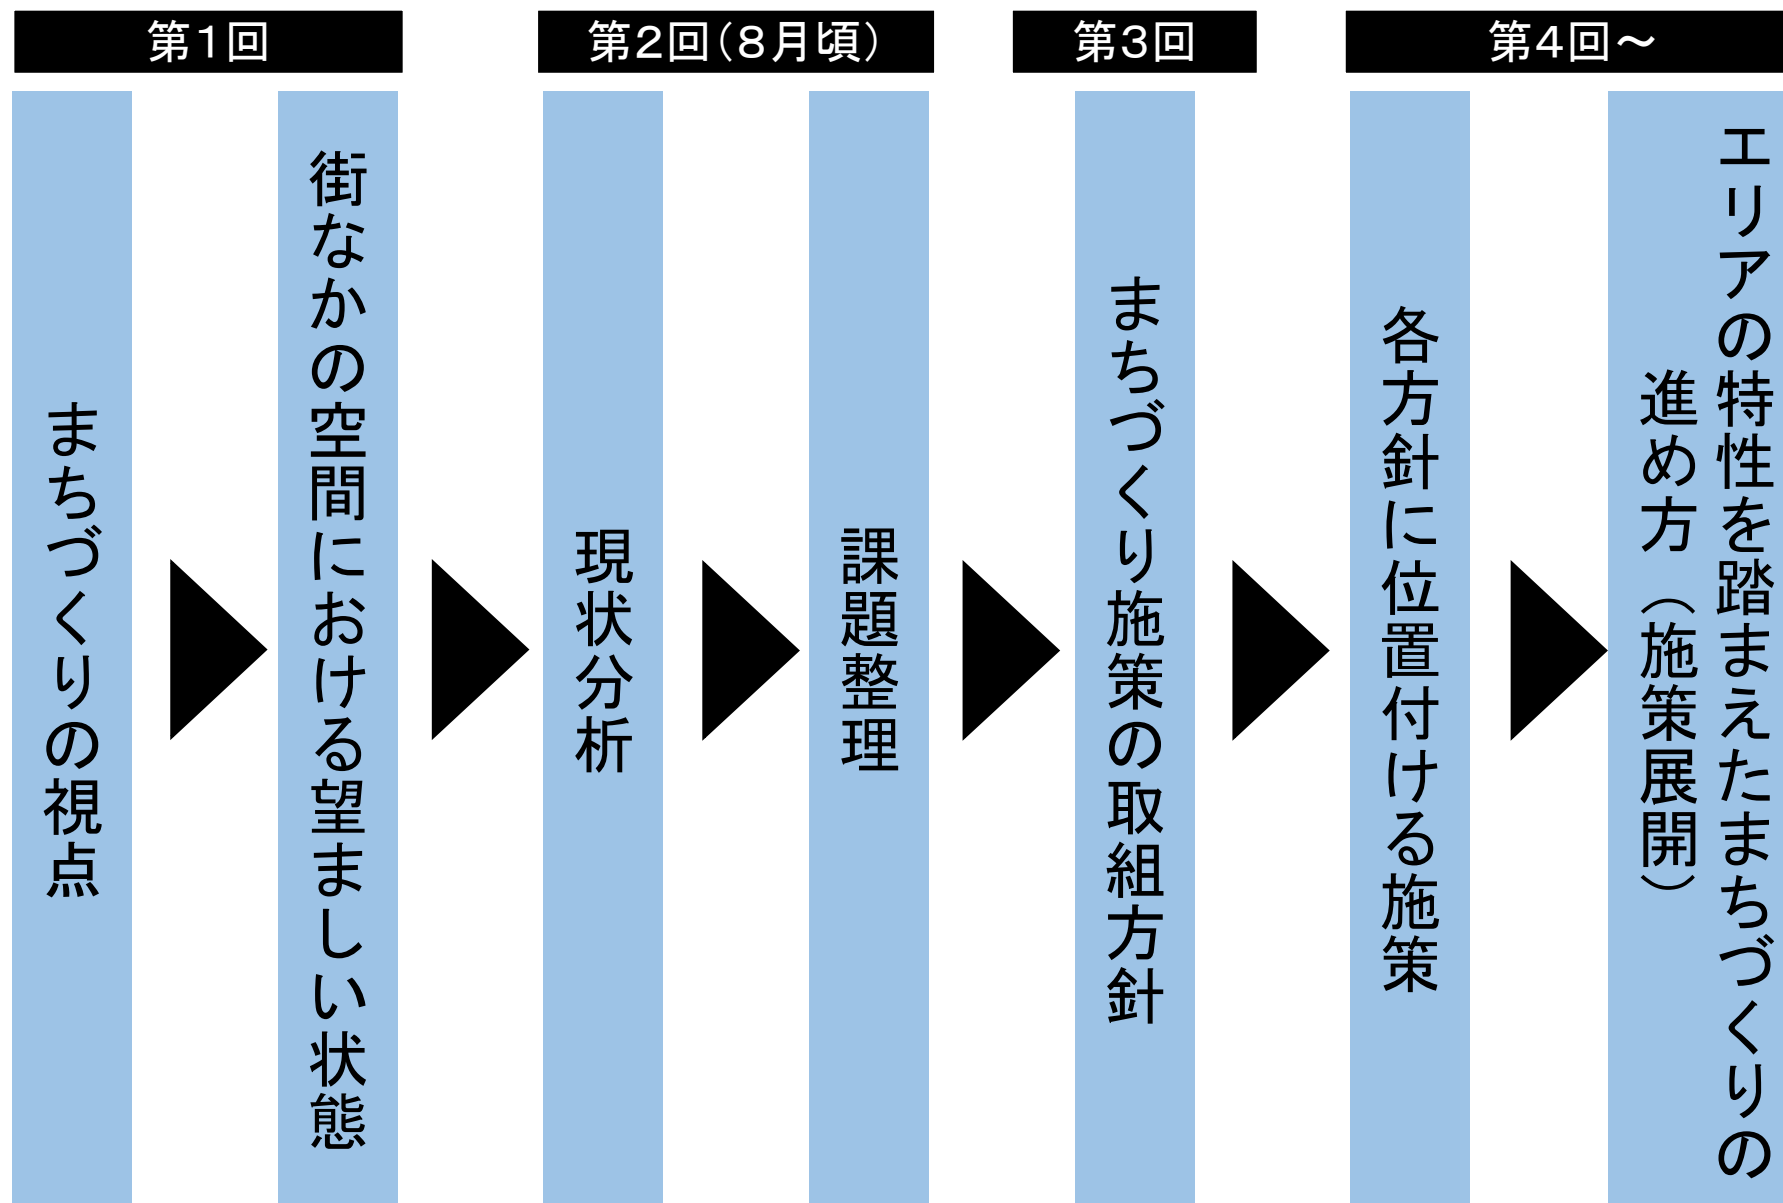 第1回
第2回（8月頃）
第3回
第4回～
まちづくりの視点
街なかの空間における望ましい状態
現状分析
課題整理
まちづくり施策の取組方針
各方針に位置付ける施策
エリアの特性を踏まえたまちづくりの
進め方（施策展開）